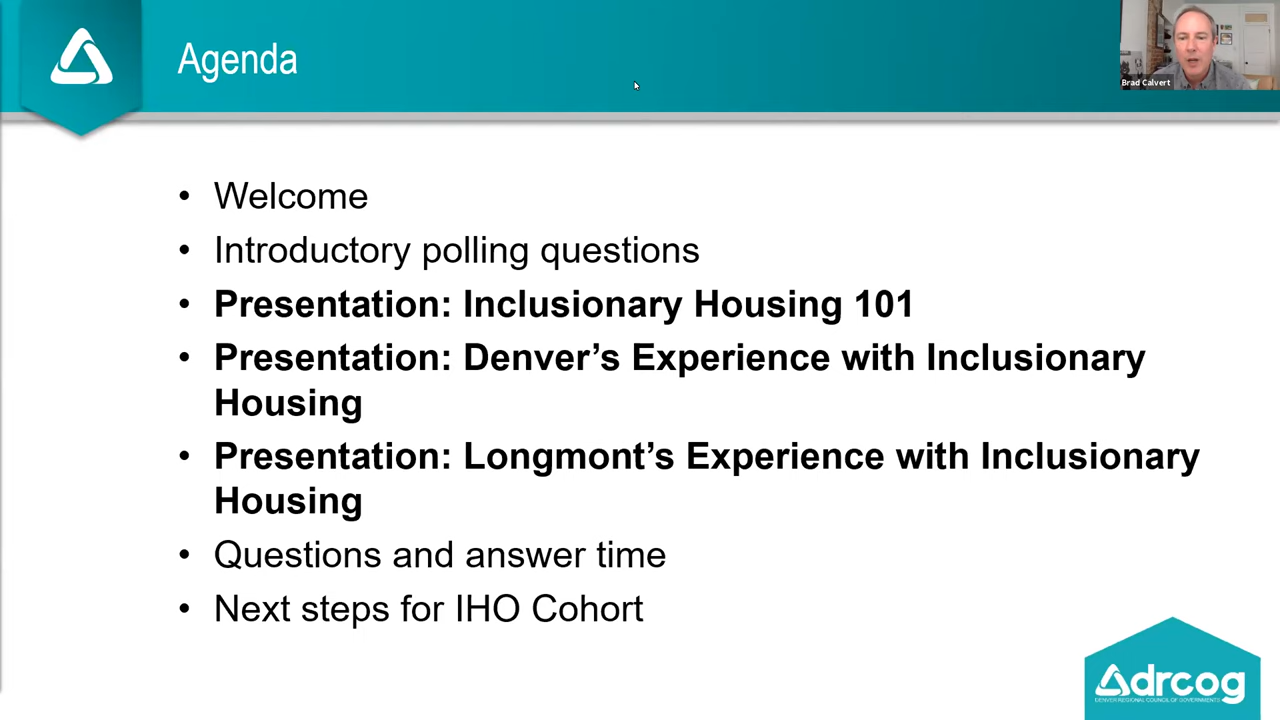 Agenda
Brad Calvert
• Welcome
• Introductory polling questions
• Presentation: Inclusionary Housing 101
• Presentation: Denver’s Experience with Inclusionary
Housing
• Presentation: Longmont’s Experience with Inclusionary
Housing
• Questions and answer time
• Next steps for IHO Cohort
drcog
DENVER REGIONAL COUNCIL OF GOVERNMENTS